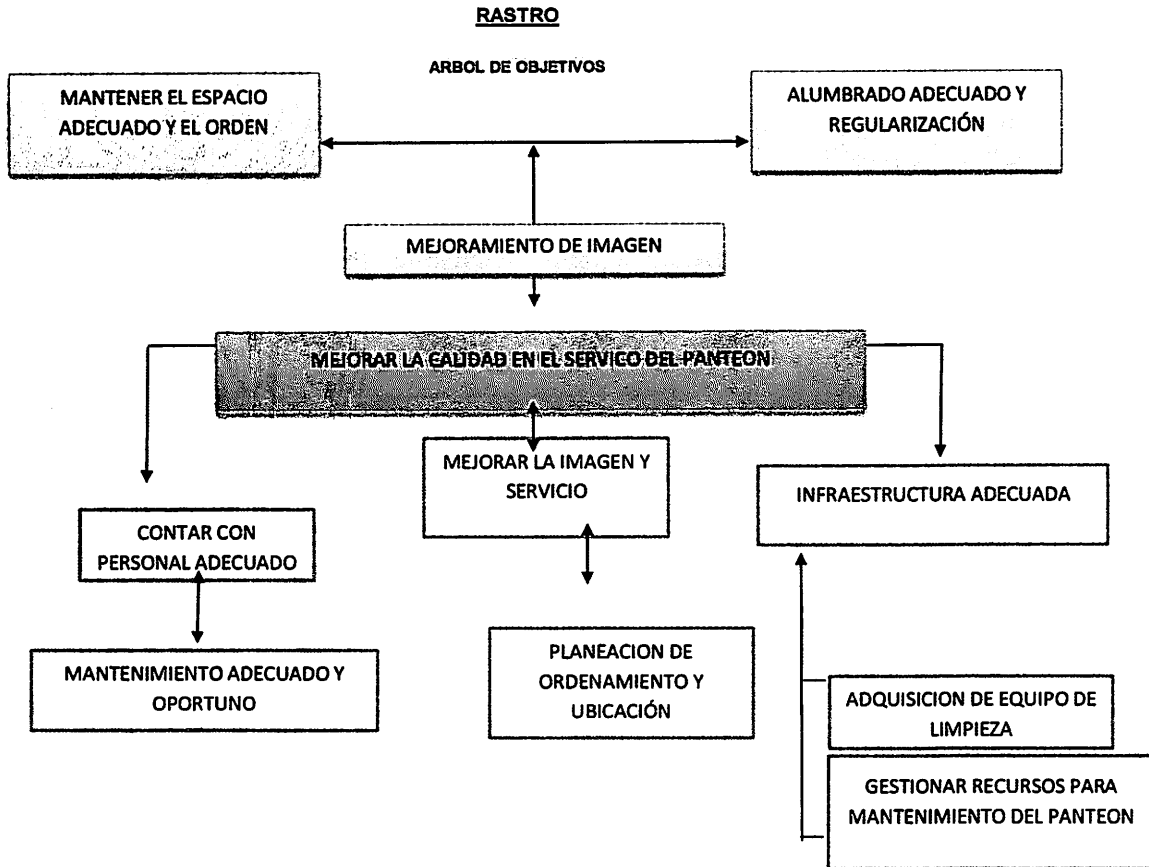 RASTRO
ARBOL DE OBJETIVOS
MANTENER EL ESPACIO
ADECUADO Y EL ORDEN
ALUMBRADO ADECUADO Y
REGULARIZACIÓN
MEJORAMIENTO DE IMAGEN
MEJORAR LA CALIDAD EN EL SERVICO DEL PANTEON
MEJORAR LA IMAGEN Y
SERVICIO
INFRAESTRUCTURA ADECUADA
CONTAR CON
PERSONAL ADECUADO
MANTENIMIENTO ADECUADO Y
OPORTUNO
PLANEACION DE
ORDENAMIENTO Y
UBICACIÓN
ADQUISICION DE EQUIPO DE
LIMPIEZA
GESTIONAR RECURSOS PARA
MANTENIMIENTO DEL PANTEON